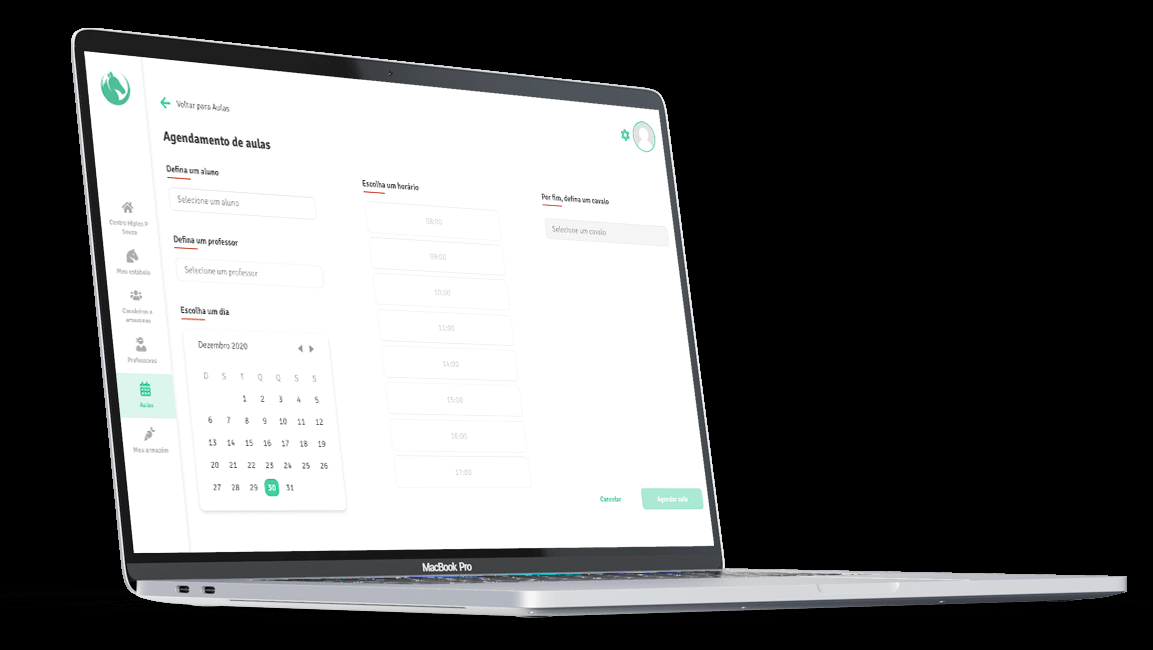 Voltar para Aulas
Agendamento de aulas
Defina um aluno
Selecione um aluno
Defina um professor
Selecione um professor
Escolha um dia
Dezembro 2020
D S T Q Q S S
1 2 3 4 5
6 7 8 9 10 11 12
13 14 15 16 17 18 19
20 21 22 23 24 25 26
27 28 29 30 31
Escolha um horário
08:00
09:00
10:00
11:00
14:00
15:00
16:00
17:00
Por fim, defina um cavalo
Selecione um cavalo
Cancelar
Agendar aula
Centro Hípico P
Souza
Meu estábulo
Cavaleiros e
amazonas
Professores
Aulas
Meu armazém
MacBook Pro